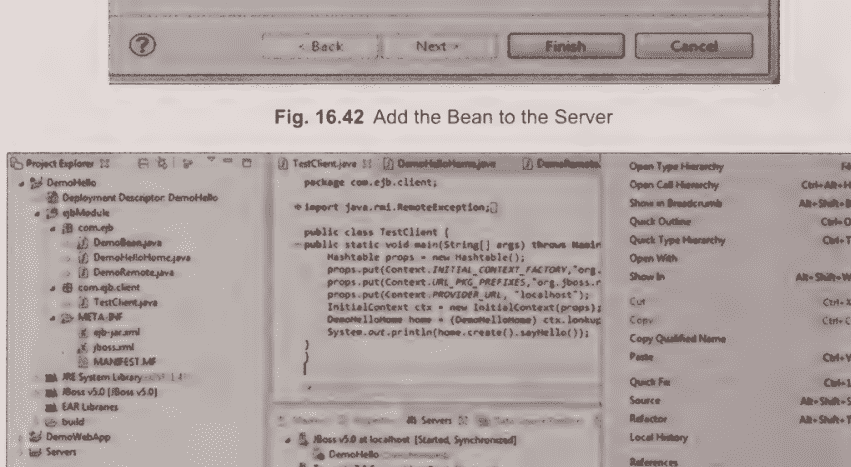 < Back Next > Finish Cancel
Fig. 16.42 Add the Bean to the Server
Project Explorer
DemoHello
Deployment Descriptor: DemoHello
ejbModule
com.ejb
DemoBean.java
DemoHelloHome.java
DemoRemote.java
com.ejb.client
TestClient.java
META-INF
ejb-jar.xml
jboss.xml
MANIFEST.MF
JRE System Library
JBoss v5.0 [JBoss v5.0]
EAR Libraries
build
DemoWebApp
Servers
TestClient.java DemoHelloHome.java DemoRemote.
package com.ejb.client;
import java.rmi.RemoteException;
public class TestClient {
public static void main(String[] args) throws Namin
Hashtable props = new Hashtable();
props.put(Context.INITIAL_CONTEXT_FACTORY,"org.
props.put(Context.URL_PKG_PREFIXES,"org.jboss.n
props.put(Context.PROVIDER_URL, "localhost");
InitialContext ctx = new InitialContext(props);
DemoHelloHome home = (DemoHelloHome) ctx.lookup
System.out.println(home.create().sayHello());
}
}
Servers
JBoss v5.0 at localhost [Started, Synchronized]
DemoHello
Open Type Hierarchy F4
Open Call Hierarchy Ctrl+Alt+H
Show in Breadcrumb Alt+Shift+B
Quick Outline Ctrl+O
Quick Type Hierarchy Ctrl+T
Open With
Show In Alt+Shift+W
Cut Ctrl+X
Copy Ctrl+C
Copy Qualified Name
Paste Ctrl+V
Quick Fix Ctrl+1
Source Alt+Shift+S
Refactor Alt+Shift+T
Local History
References